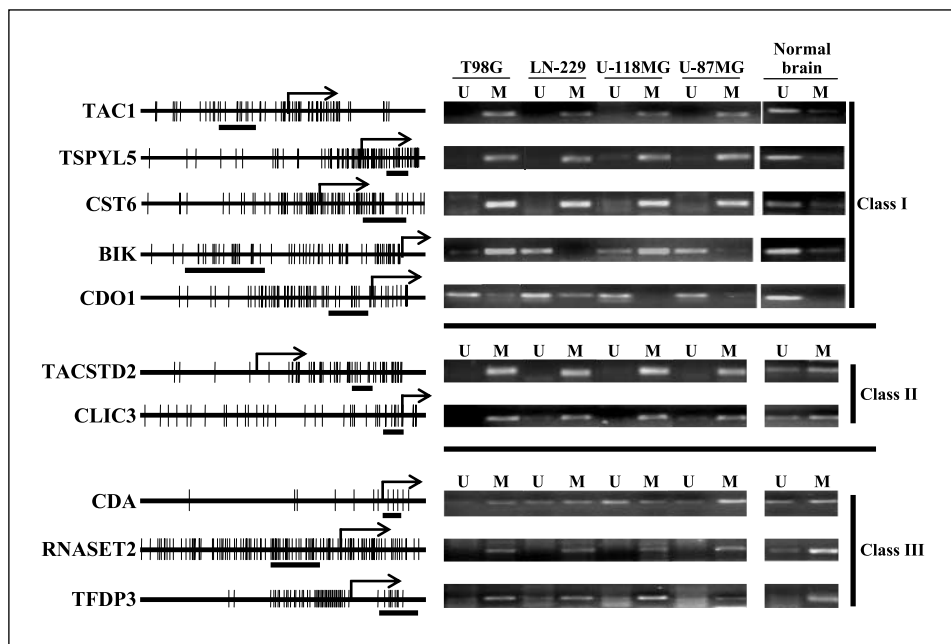 Normal
brain
T98G LN-229 U-118MG U-87MG
U M U M U M U M U M
TAC1
TSPYL5
CST6
Class I
BIK
CDO1
U M U M U M U M U M
TACSTD2
Class II
CLIC3
U M U M U M U M U M
CDA
RNASET2
Class III
TFDP3